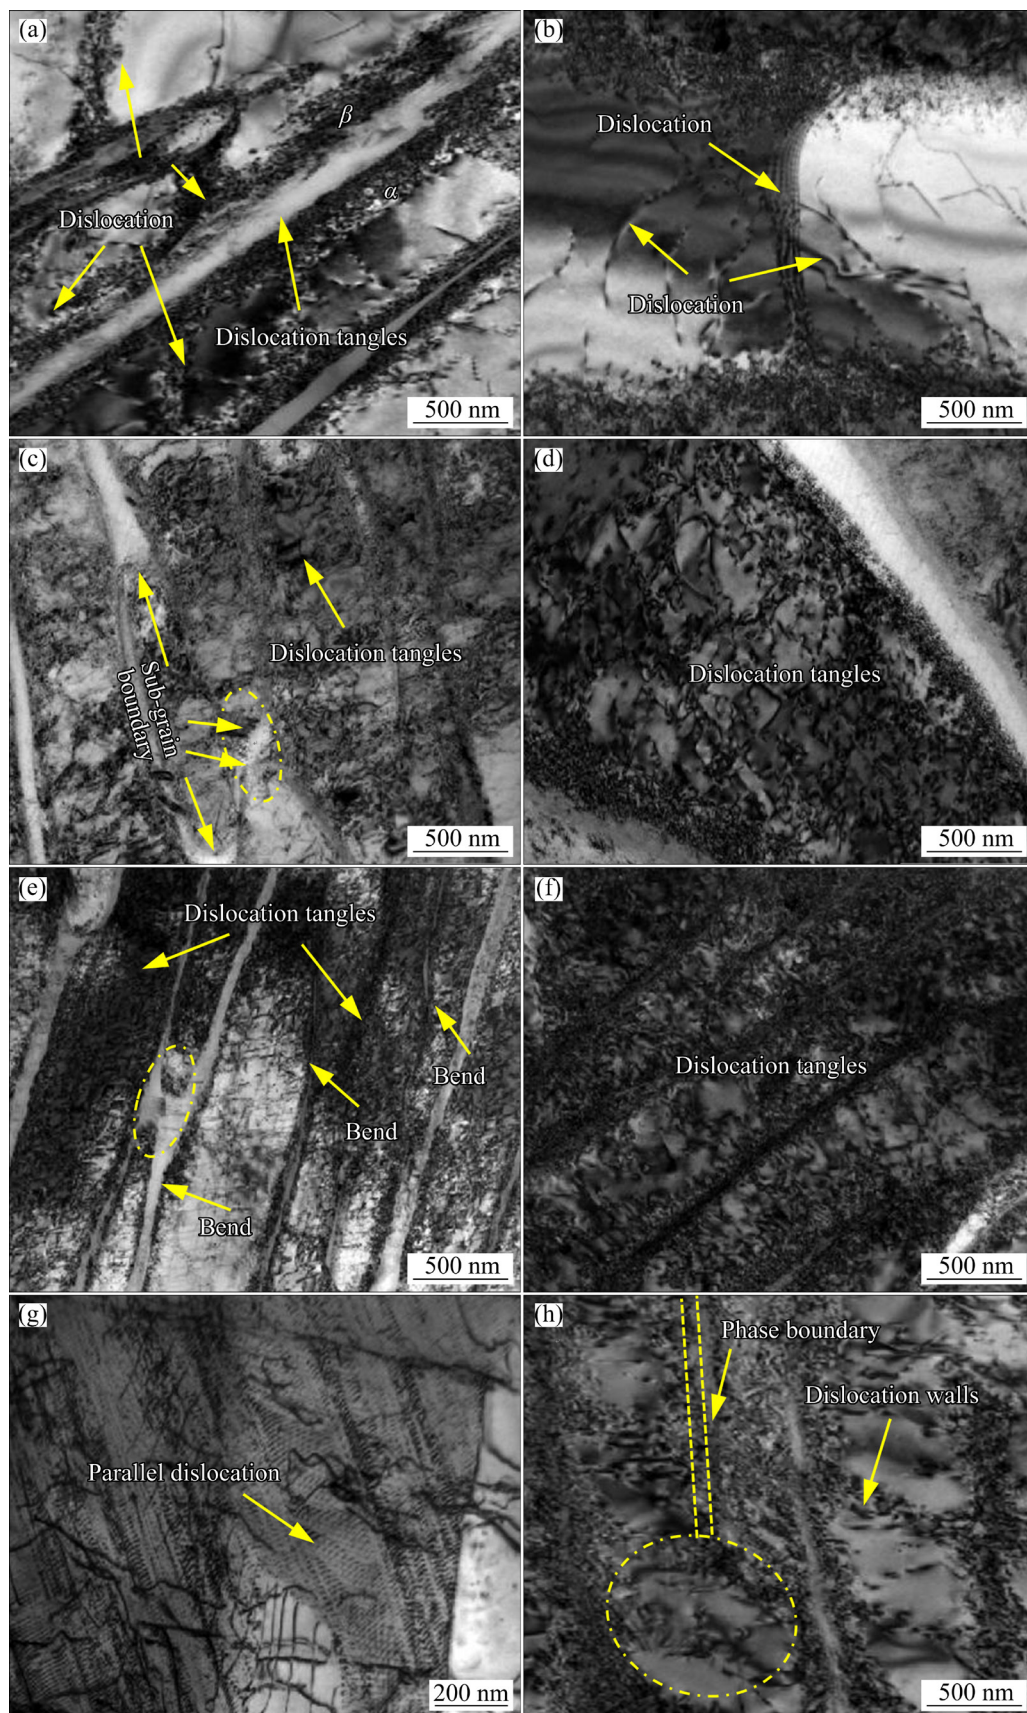 (a)
β
α
Dislocation
Dislocation tangles
500 nm
(b)
Dislocation
Dislocation
500 nm
(c)
Dislocation tangles
Sub-grain
boundary
500 nm
(d)
Dislocation tangles
500 nm
(e)
Dislocation tangles
Bend
Bend
Bend
500 nm
(f)
Dislocation tangles
500 nm
(g)
Parallel dislocation
200 nm
(h)
Phase boundary
Dislocation walls
500 nm